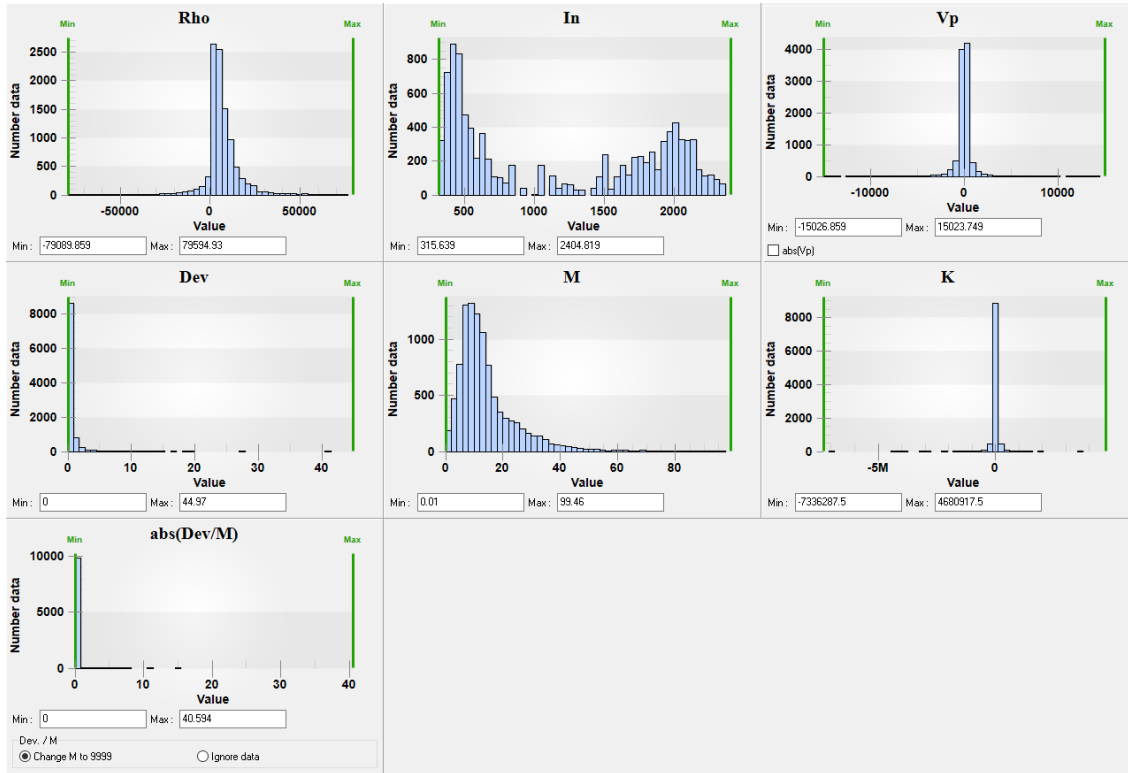 Rho
Min Max
2500
2000
1500
1000
500
0
Number data
-50000 0 50000
Value
Min : -79089.859 Max : 79594.93
In
Min Max
800
600
400
200
0
Number data
500 1000 1500 2000
Value
Min : 315.639 Max : 2404.819
Vp
Min Max
4000
3000
2000
1000
0
Number data
-10000 0 10000
Value
Min : -15026.859 Max : 15023.749
abs(Vp)
Dev
Min Max
8000
6000
4000
2000
0
Number data
0 10 20 30 40
Value
Min : 0 Max : 44.97
M
Min Max
1000
500
0
Number data
0 20 40 60 80
Value
Min : 0.01 Max : 99.46
K
Min Max
8000
6000
4000
2000
0
Number data
-5M 0
Value
Min : -7336287.5 Max : 4680917.5
abs(Dev/M)
Min Max
10000
5000
0
Number data
0 10 20 30 40
Value
Min : 0 Max : 40.594
Dev. / M
Change M to 9999 Ignore data